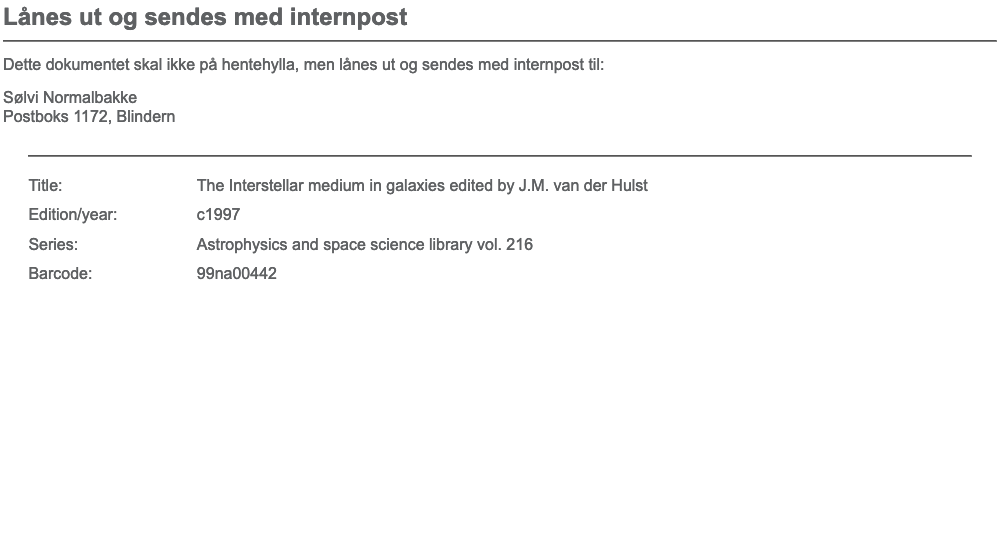 Lånes ut og sendes med internpost
Dette dokumentet skal ikke på hentehylla, men lånes ut og sendes med internpost til:
Sølvi Normalbakke
Postboks 1172, Blindern
Title: The Interstellar medium in galaxies edited by J.M. van der Hulst
Edition/year: c1997
Series: Astrophysics and space science library vol. 216
Barcode: 99na00442